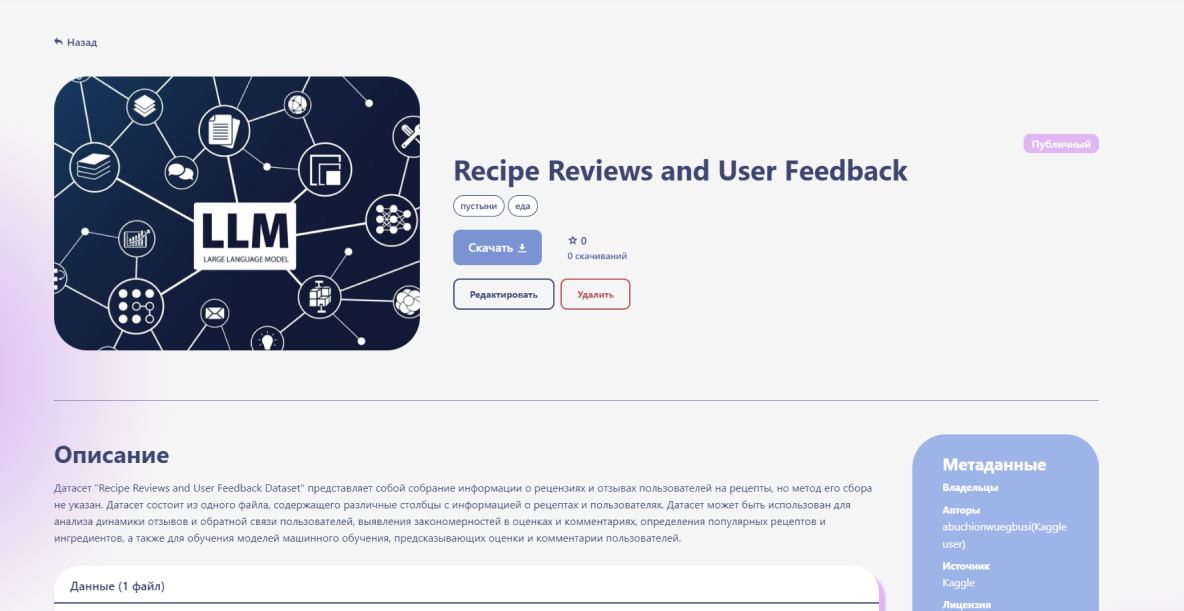 Назад
LLM
LARGE LANGUAGE MODEL
Публичный
Recipe Reviews and User Feedback
пустыни
еда
Скачать
0
0 скачиваний
Редактировать
Удалить
Описание
Датасет "Recipe Reviews and User Feedback Dataset" представляет собой собрание информации о рецензиях и отзывах пользователей на рецепты, но метод его сбора
не указан. Датасет состоит из одного файла, содержащего различные столбцы с информацией о рецептах и пользователях. Датасет может быть использован для
анализа динамики отзывов и обратной связи пользователей, выявления закономерностей в оценках и комментариях, определения популярных рецептов и
ингредиентов, а также для обучения моделей машинного обучения, предсказывающих оценки и комментарии пользователей.
Данные (1 файл)
Метаданные
Владельцы
Авторы
abuchionwuegbusi(Kaggle
user)
Источник
Kaggle
Лицензия